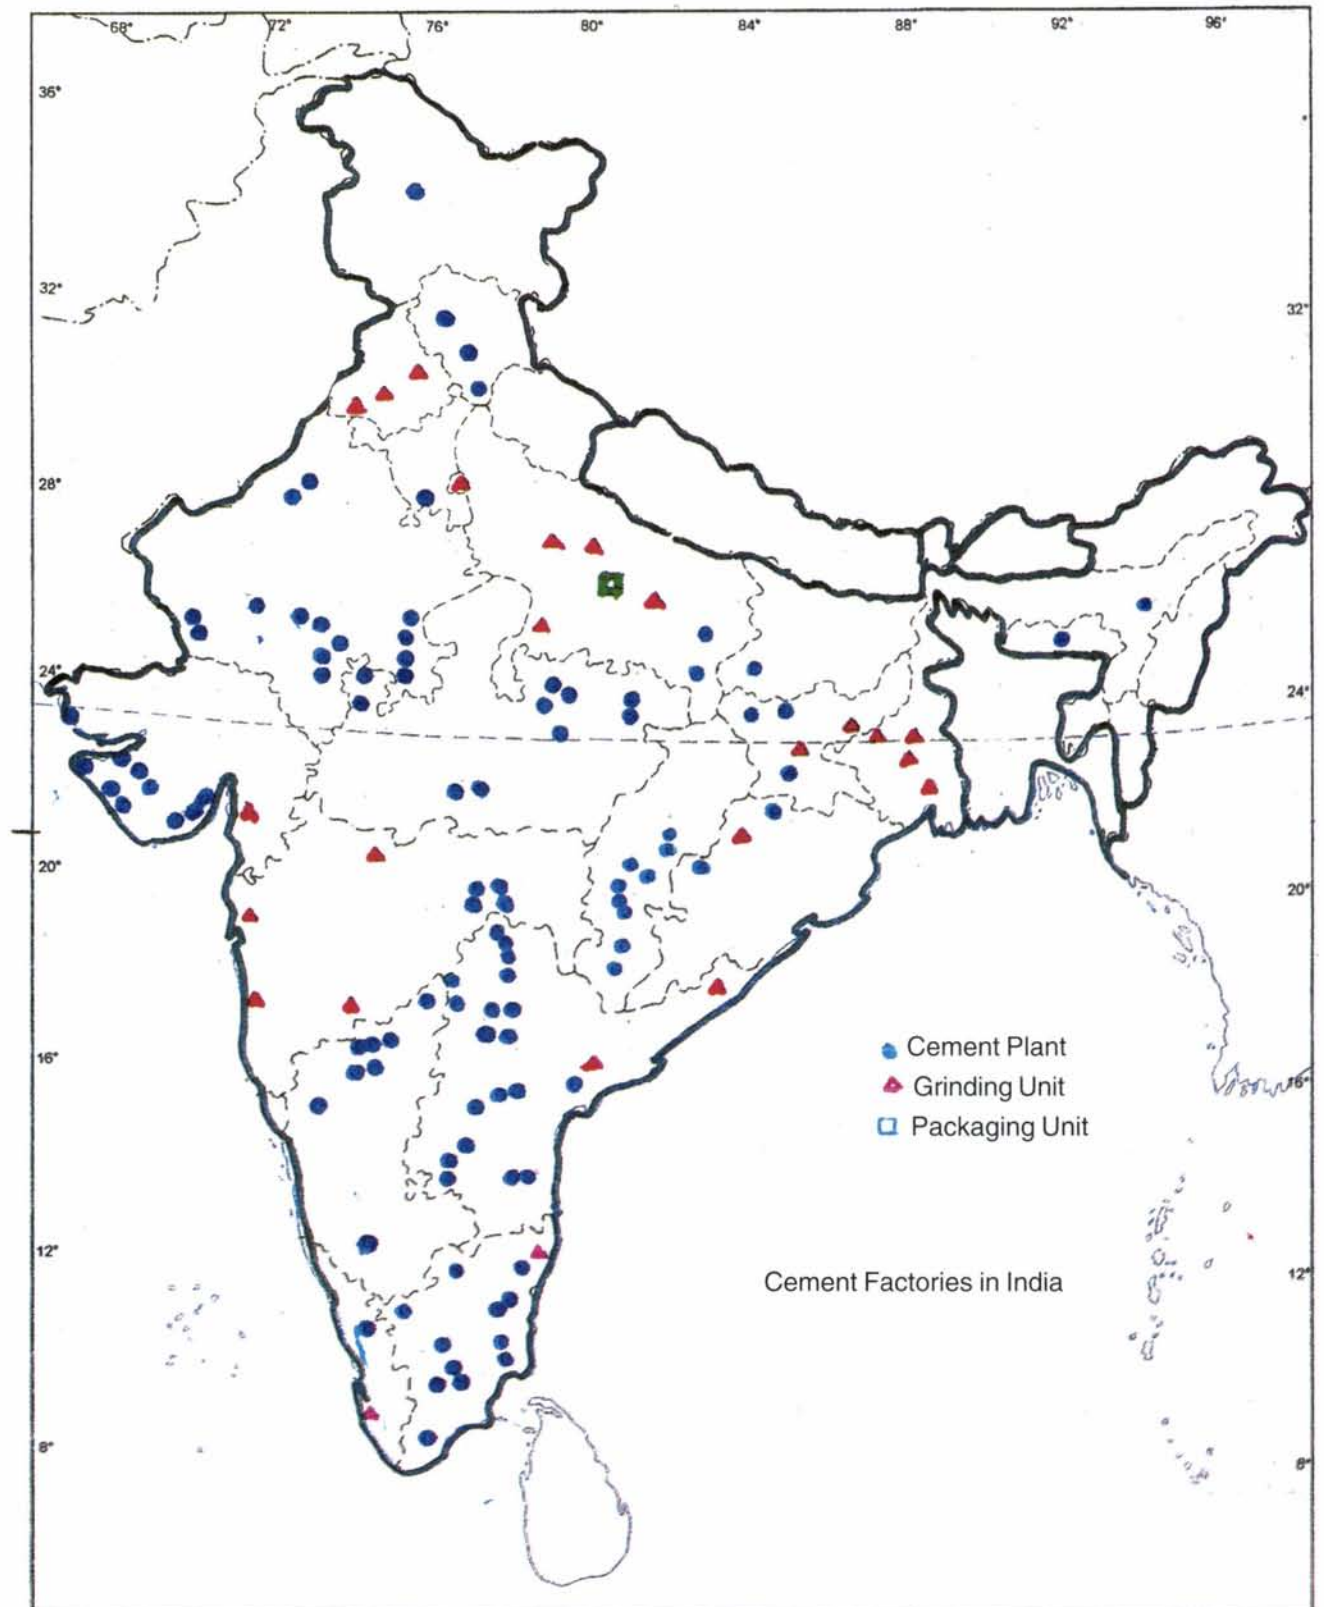 68° 72° 76° 80° 84° 88° 92° 96°
36°
32° 32°
28°
24° 24°
20° 20°
16° 16°
Cement Plant
Grinding Unit
Packaging Unit
12° 12°
Cement Factories in India
8° 8°